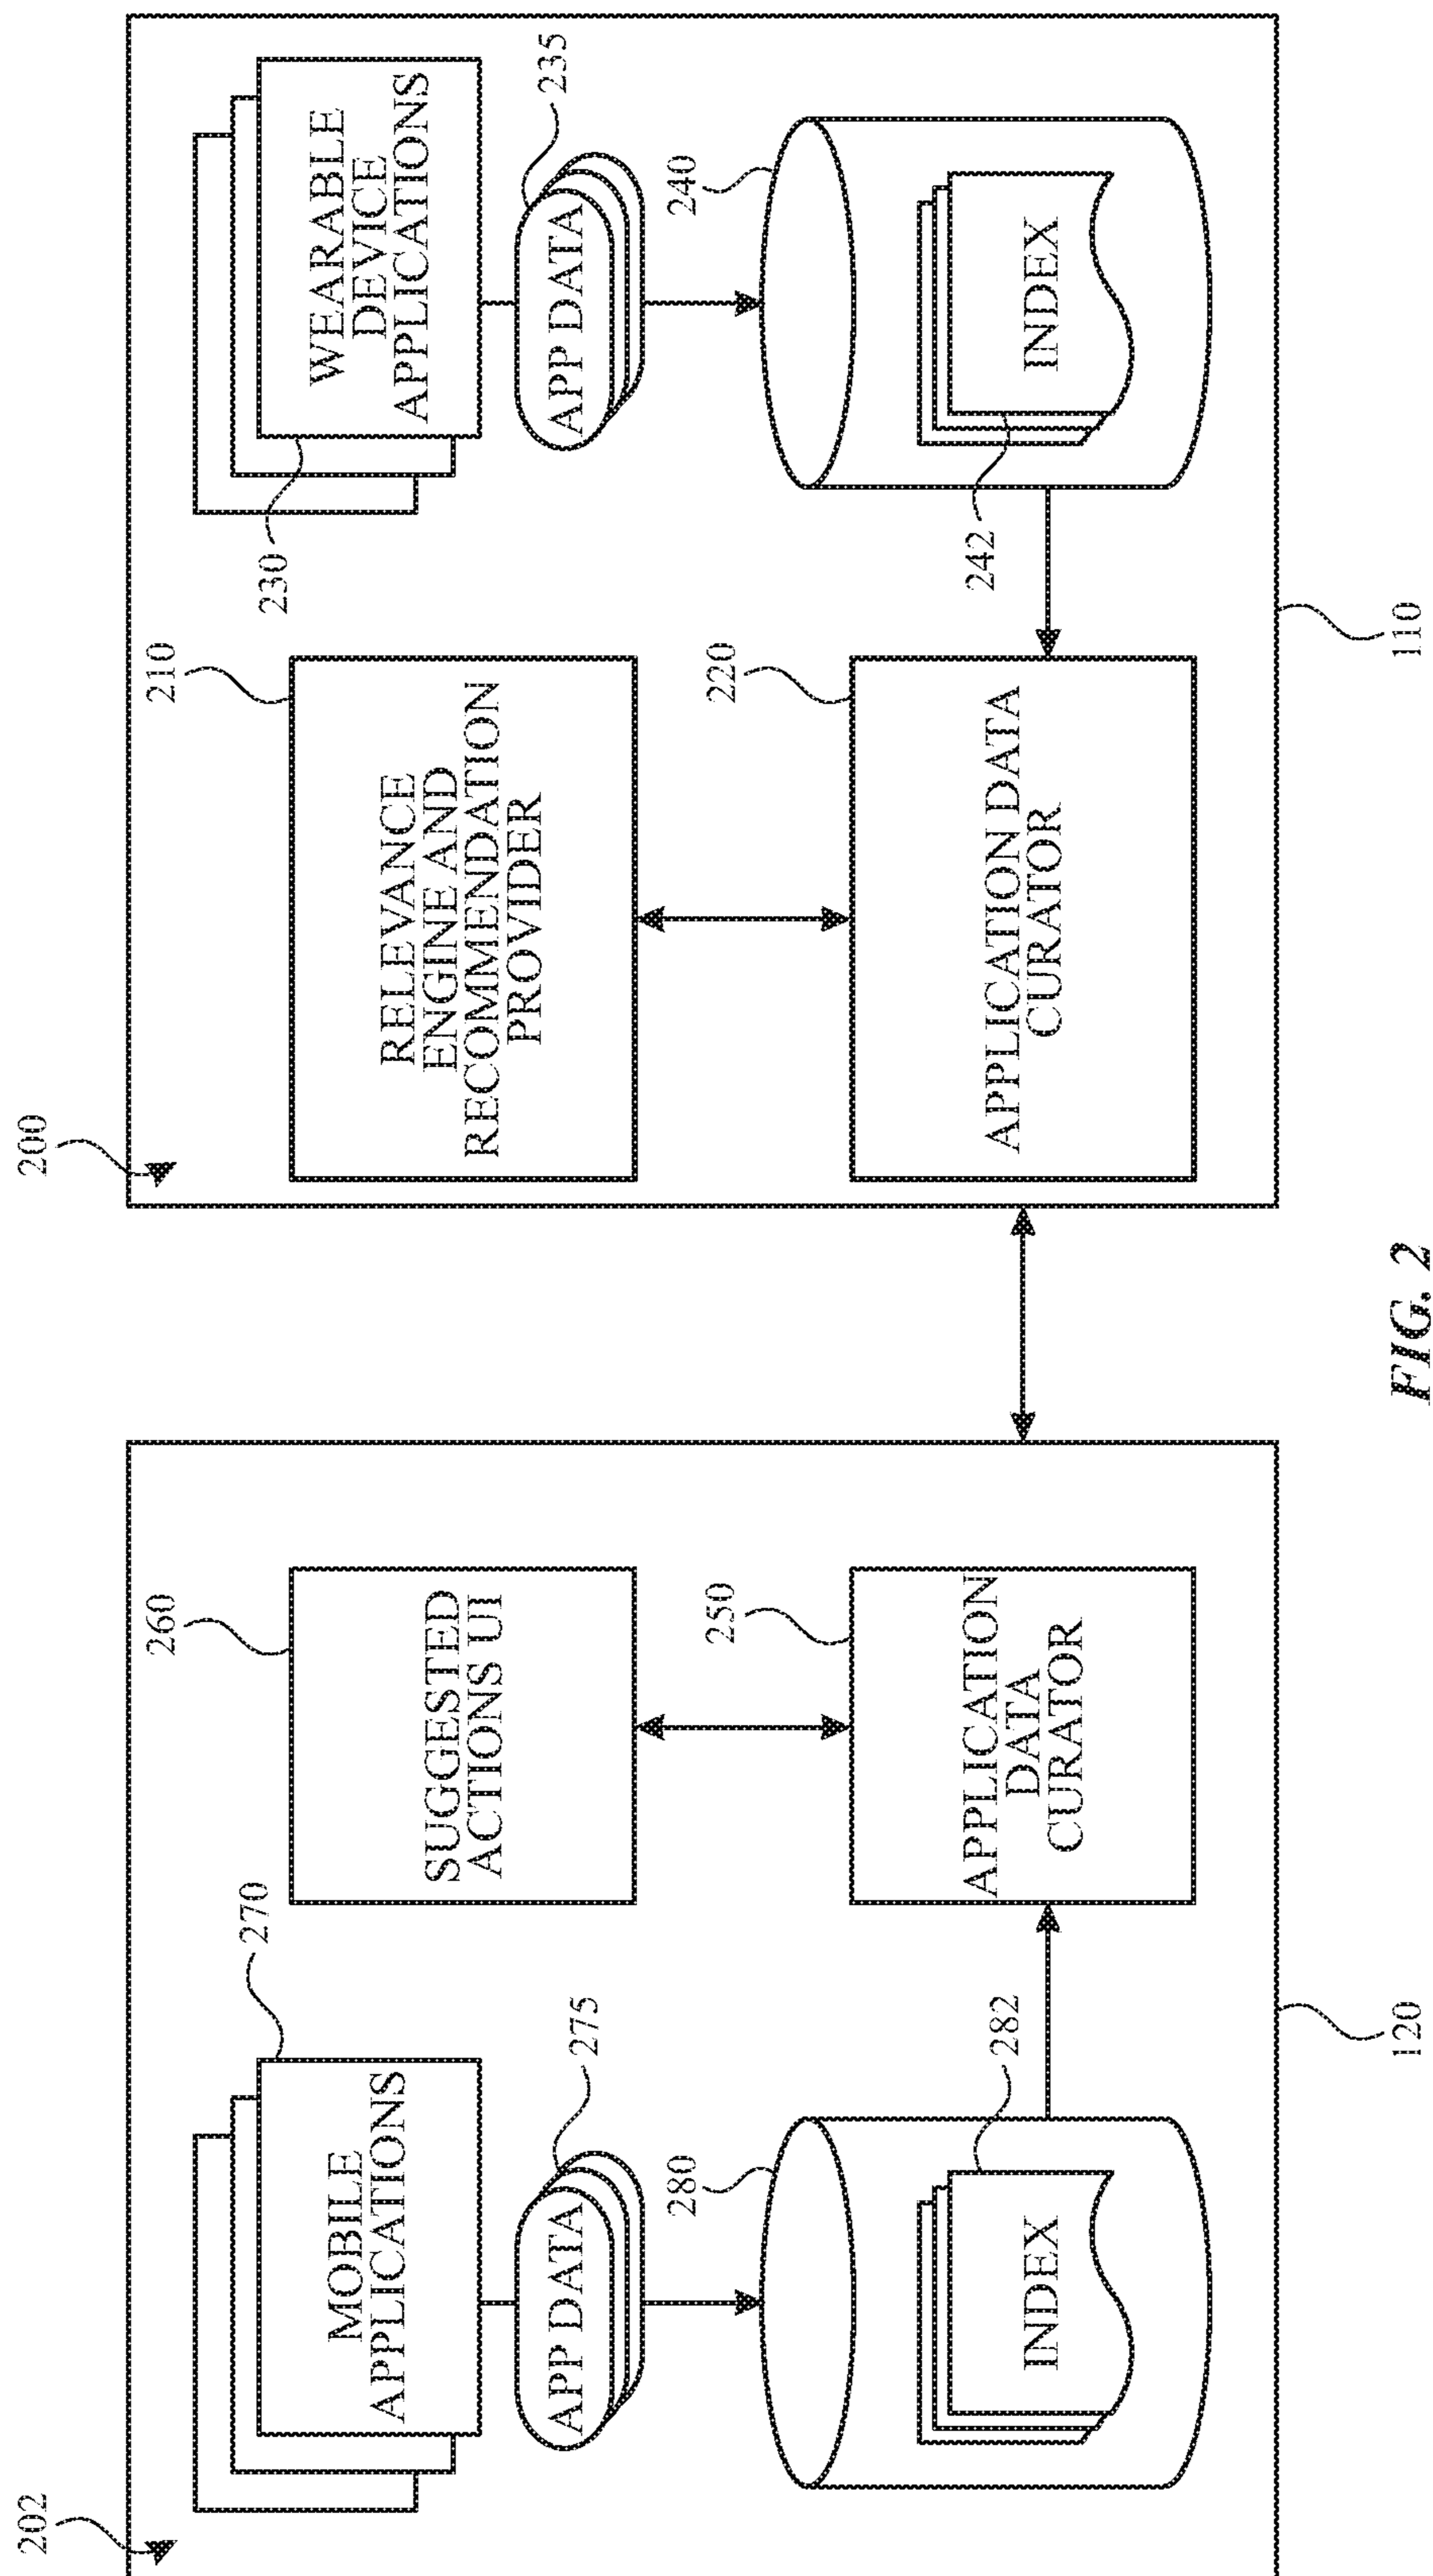 202
270
MOBILE
APPLICATIONS
275
APP DATA
280
282
INDEX
260
SUGGESTED
ACTIONS UI
250
APPLICATION
DATA
CURATOR
120
200
210
RELEVANCE
ENGINE AND
RECOMMENDATION
PROVIDER
220
APPLICATION DATA
CURATOR
230
WEARABLE
DEVICE
APPLICATIONS
235
APP DATA
240
242
INDEX
110
FIG. 2